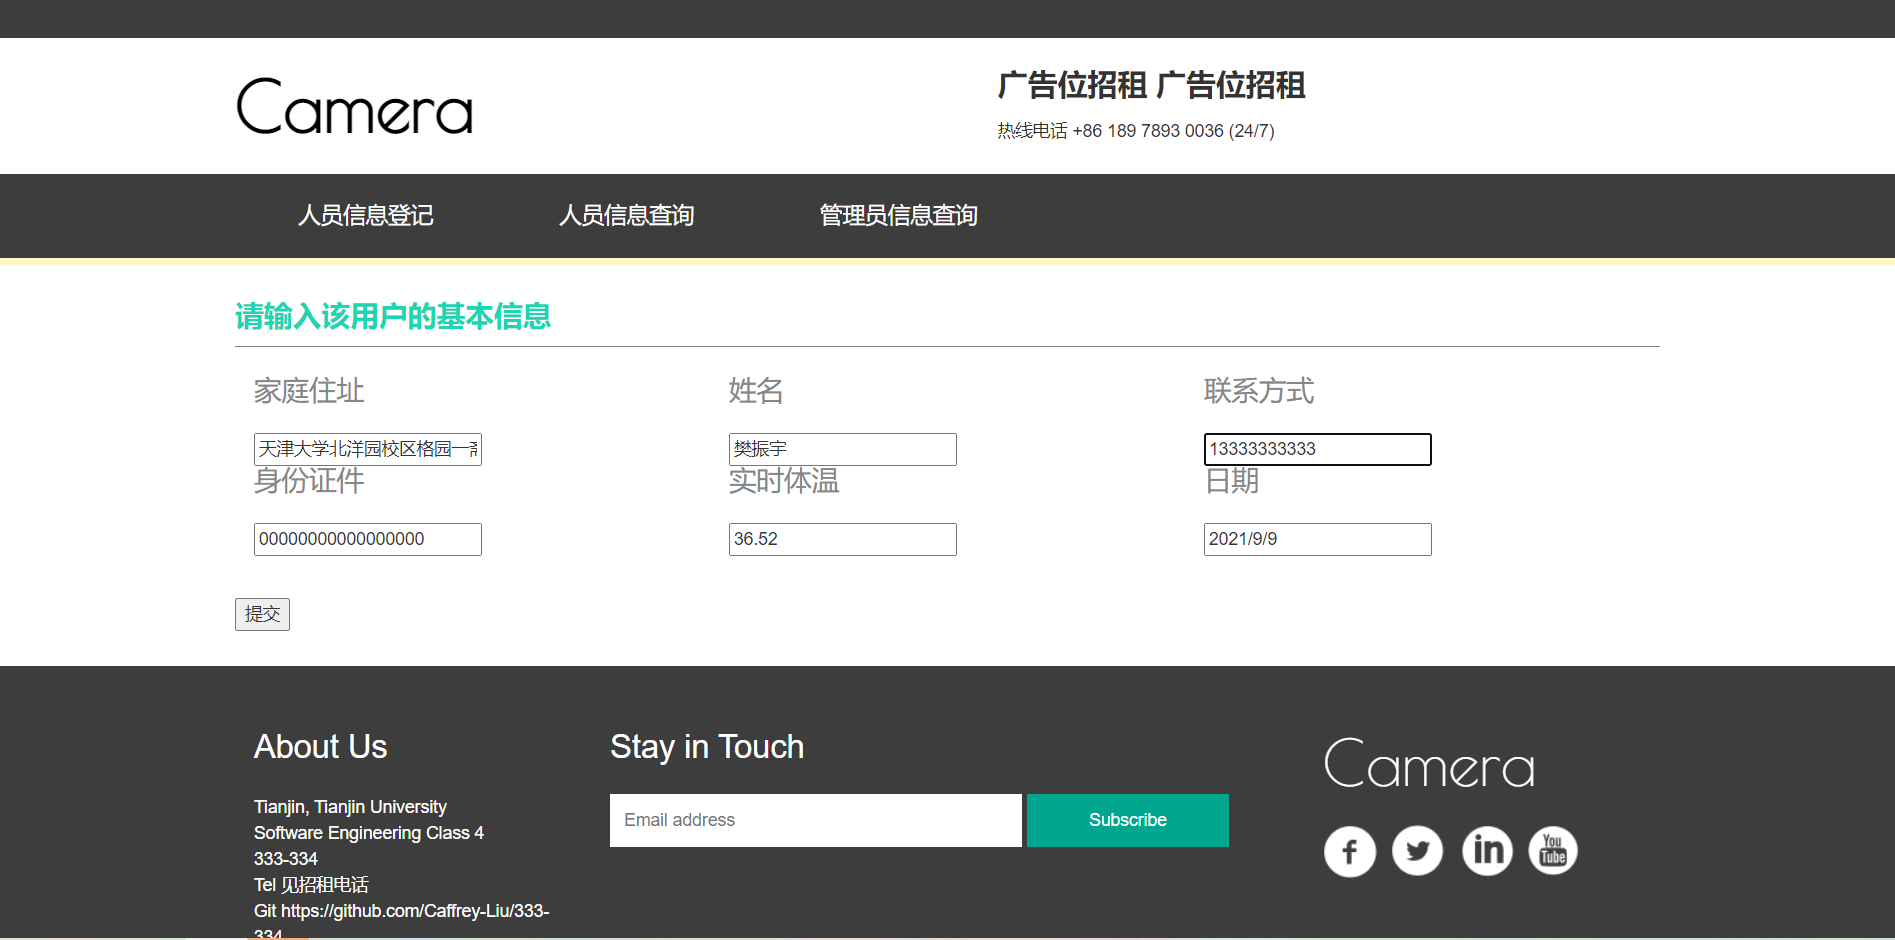 Camera
广告位招租 广告位招租
热线电话 +86 189 7893 0036 (24/7)
人员信息登记 人员信息查询 管理员信息查询
请输入该用户的基本信息
家庭住址 姓名 联系方式
天津大学北洋园校区格园一 樊振宇 13333333333
身份证件 实时体温 日期
00000000000000000 36.52 2021/9/9
提交
About Us
Tianjin, Tianjin University
Software Engineering Class 4
333-334
Tel 见招租电话
Git https://github.com/Caffrey-Liu/333-
334
Stay in Touch
Email address Subscribe
Camera
f in You Tube